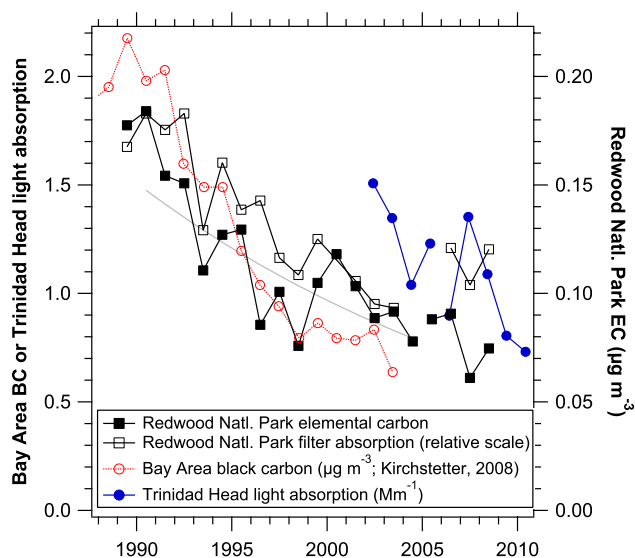 Bay Area BC or Trinidad Head light absorption
2.0
1.5
1.0
0.5
0.0
0.20
0.15
0.10
0.05
0.00
Redwood Natl. Park EC (µg m⁻³)
Redwood Natl. Park elemental carbon
Redwood Natl. Park filter absorption (relative scale)
Bay Area black carbon (µg m⁻³; Kirchstetter, 2008)
Trinidad Head light absorption (Mm⁻¹)
1990 1995 2000 2005 2010